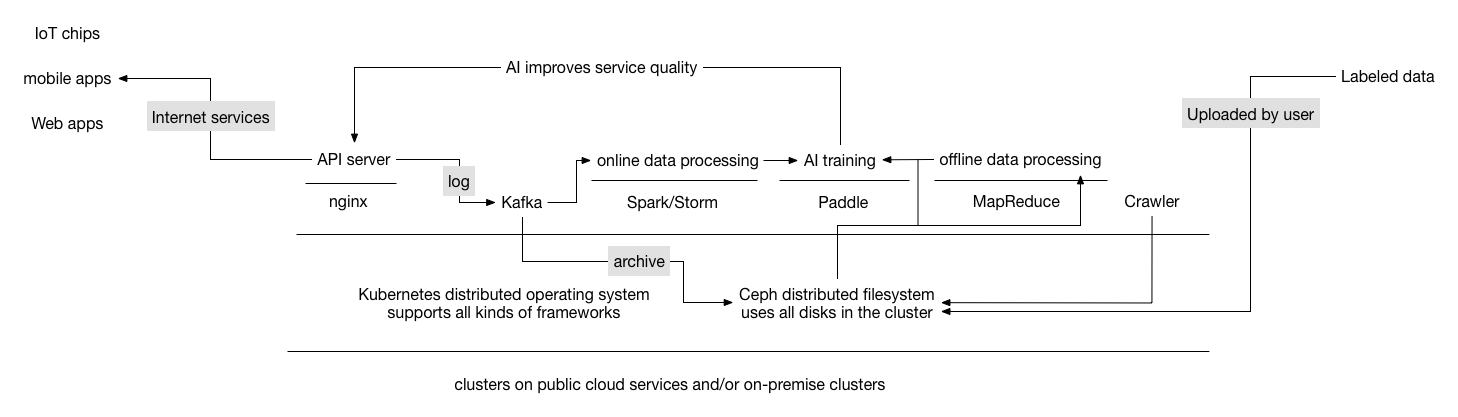 IoT chips
mobile apps
Web apps
Internet services
AI improves service quality
Labeled data
Uploaded by user
API server
nginx
log
Kafka
online data processing
Spark/Storm
AI training
Paddle
offline data processing
MapReduce
Crawler
archive
Kubernetes distributed operating system
supports all kinds of frameworks
Ceph distributed filesystem
uses all disks in the cluster
clusters on public cloud services and/or on-premise clusters